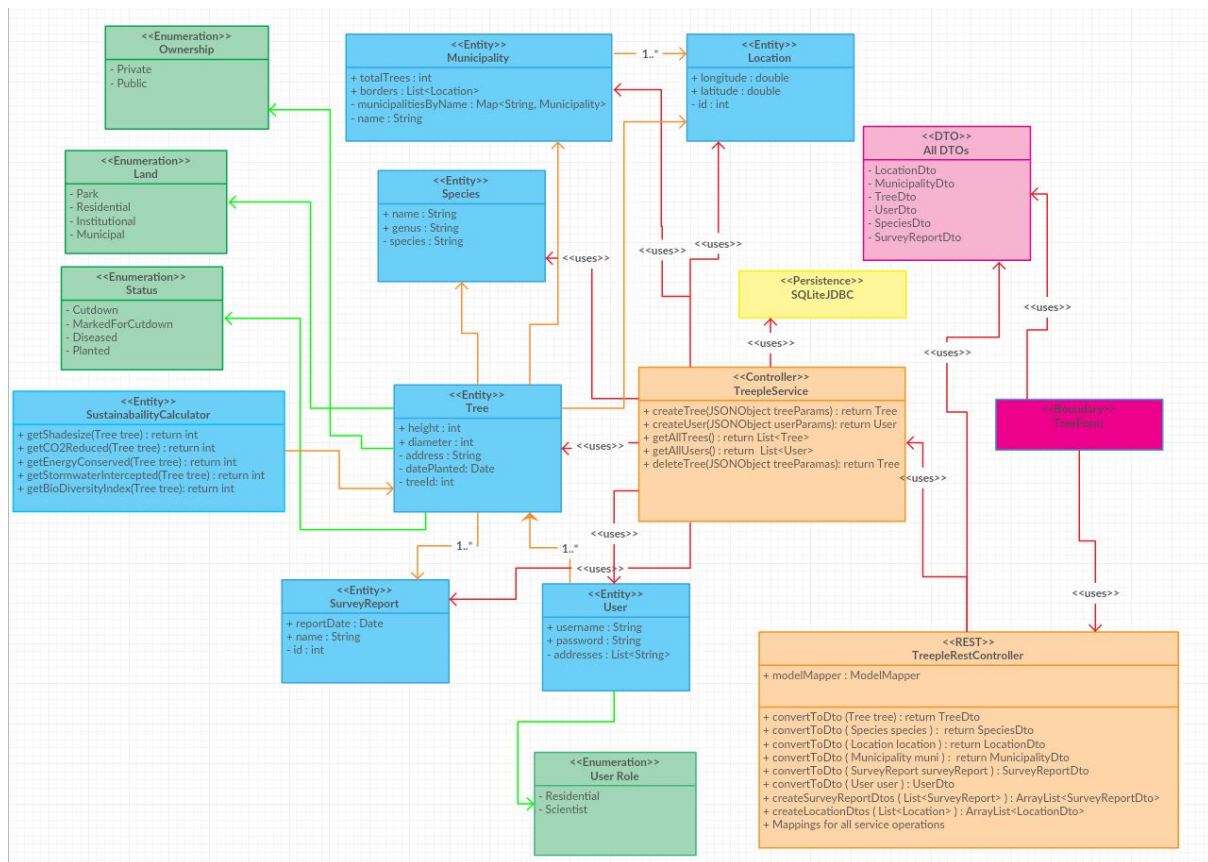 <<Enumeration>>
Ownership
- Private
- Public
<<Entity>>
Municipality
+ totalTrees : int
+ borders : List<Location>
- municipalitiesByName : Map<String, Municipality>
- name : String
1..*
<<Entity>>
Location
+ longitude : double
+ latitude : double
- id : int
<<DTO>>
All DTOs
- LocationDto
- MunicipalityDto
- TreeDto
- UserDto
- SpeciesDto
- SurveyReportDto
<<Enumeration>>
Land
- Park
- Residential
- Institutional
- Municipal
<<Entity>>
Species
+ name : String
+ genus : String
- species : String
<<uses>>
<<uses>>
<<uses>>
<<Enumeration>>
Status
- Cutdown
- MarkedForCutdown
- Diseased
- Planted
<<Persistence>>
SQLiteJDBC
<<uses>>
<<uses>>
<<uses>>
<<Entity>>
SustainabailityCalculator
+ getShadesize(Tree tree) : return int
+ getCO2Reduced(Tree tree) : return int
+ getEnergyConserved(Tree tree) : return int
+ getStormwaterIntercepted(Tree tree) : return int
+ getBioDiversityIndex(Tree tree): return int
<<Entity>>
Tree
+ height : int
+ diameter : int
- address : String
- datePlanted: Date
- treeId: int
<<uses>>
<<Controller>>
TreepleService
+ createTree(JSONObject treeParams) : return Tree
+ createUser(JSONObject userParams): return User
+ getAllTrees() : return List<Tree>
+ getAllUsers() : return  List<User>
+ deleteTree(JSONObject treeParamas): return Tree
<<Boundary>>
TreeForm
<<uses>>
<<uses>>
1..*
1..*
<<uses>>
<<uses>>
<<Entity>>
SurveyReport
+ reportDate : Date
+ name : String
- id : int
<<Entity>>
User
+ username : String
+ password : String
- addresses : List<String>
<<REST>>
TreepleRestController
+ modelMapper : ModelMapper
+ convertToDto (Tree tree) : return TreeDto
+ convertToDto ( Species species ) :  return SpeciesDto
+ convertToDto ( Location location ) : return LocationDto
+ convertToDto ( Municipality muni ) :  return MunicipalityDto
+ convertToDto ( SurveyReport surveyReport ) : SurveyReportDto
+ convertToDto ( User user ) : UserDto
+ createSurveyReportDtos ( List<SurveyReport> ) : ArrayList<SurveyReportDto>
+ createLocationDtos ( List<Location> ) : ArrayList<LocationDto>
+ Mappings for all service operations
<<Enumeration>>
User Role
- Residential
- Scientist